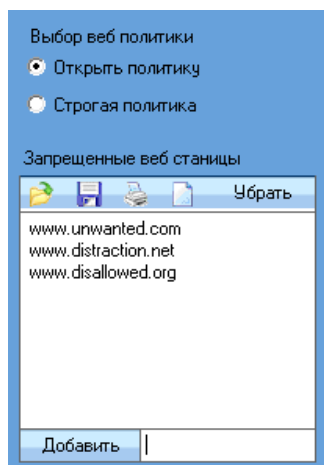 Выбор веб политики
Открыть политику
Строгая политика
Запрещенные веб станицы
Убрать
www.unwanted.com
www.distraction.net
www.disallowed.org
Добавить